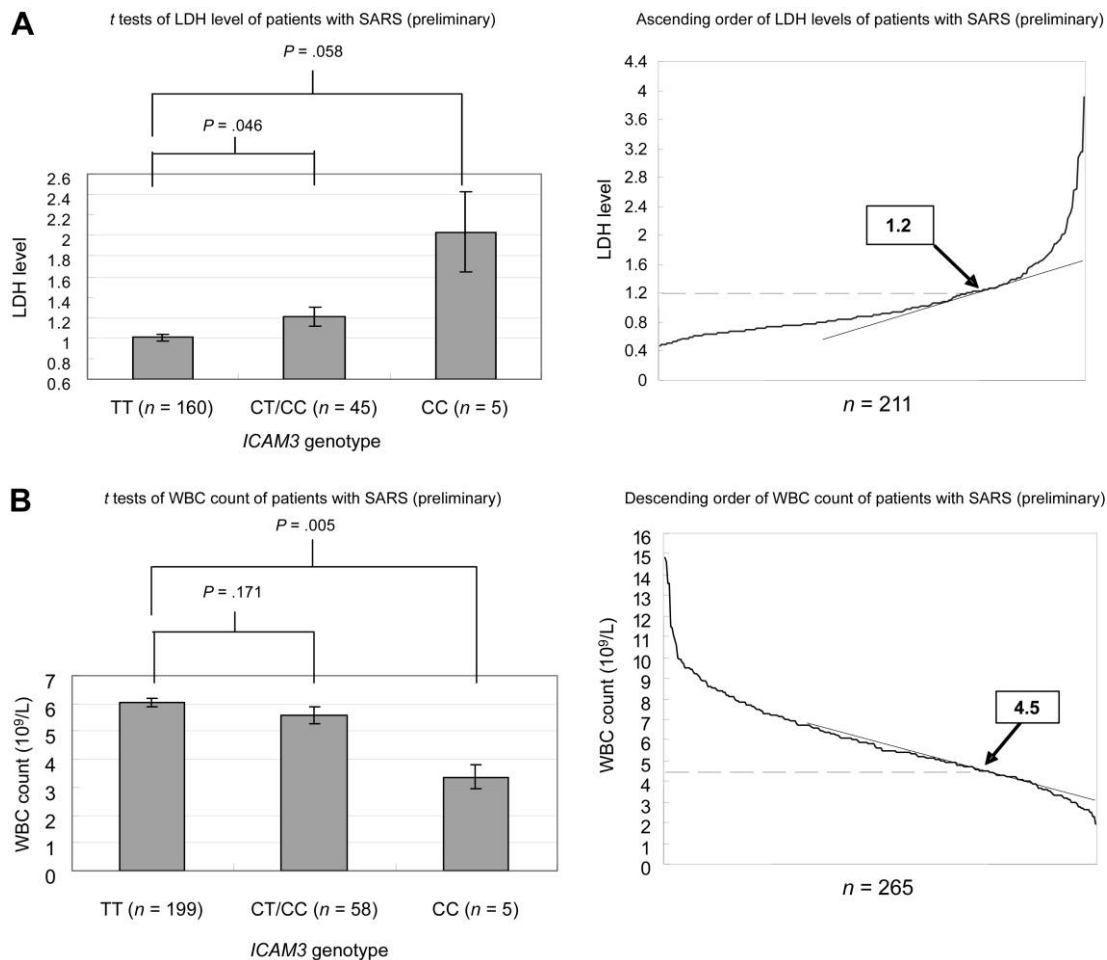 A
t tests of LDH level of patients with SARS (preliminary)
P = .058
P = .046
LDH level
2.6
2.4
2.2
2
1.8
1.6
1.4
1.2
1
0.8
0.6
TT (n = 160)
CT/CC (n = 45)
CC (n = 5)
ICAM3 genotype
Ascending order of LDH levels of patients with SARS (preliminary)
LDH level
4.4
4
3.6
3.2
2.8
2.4
2
1.6
1.2
0.8
0.4
0
1.2
n = 211
B
t tests of WBC count of patients with SARS (preliminary)
P = .005
P = .171
WBC count (10⁹/L)
7
6
5
4
3
2
1
0
TT (n = 199)
CT/CC (n = 58)
CC (n = 5)
ICAM3 genotype
Descending order of WBC count of patients with SARS (preliminary)
WBC count (10⁹/L)
16
15
14
13
12
11
10
9
8
7
6
5
4
3
2
1
0
4.5
n = 265